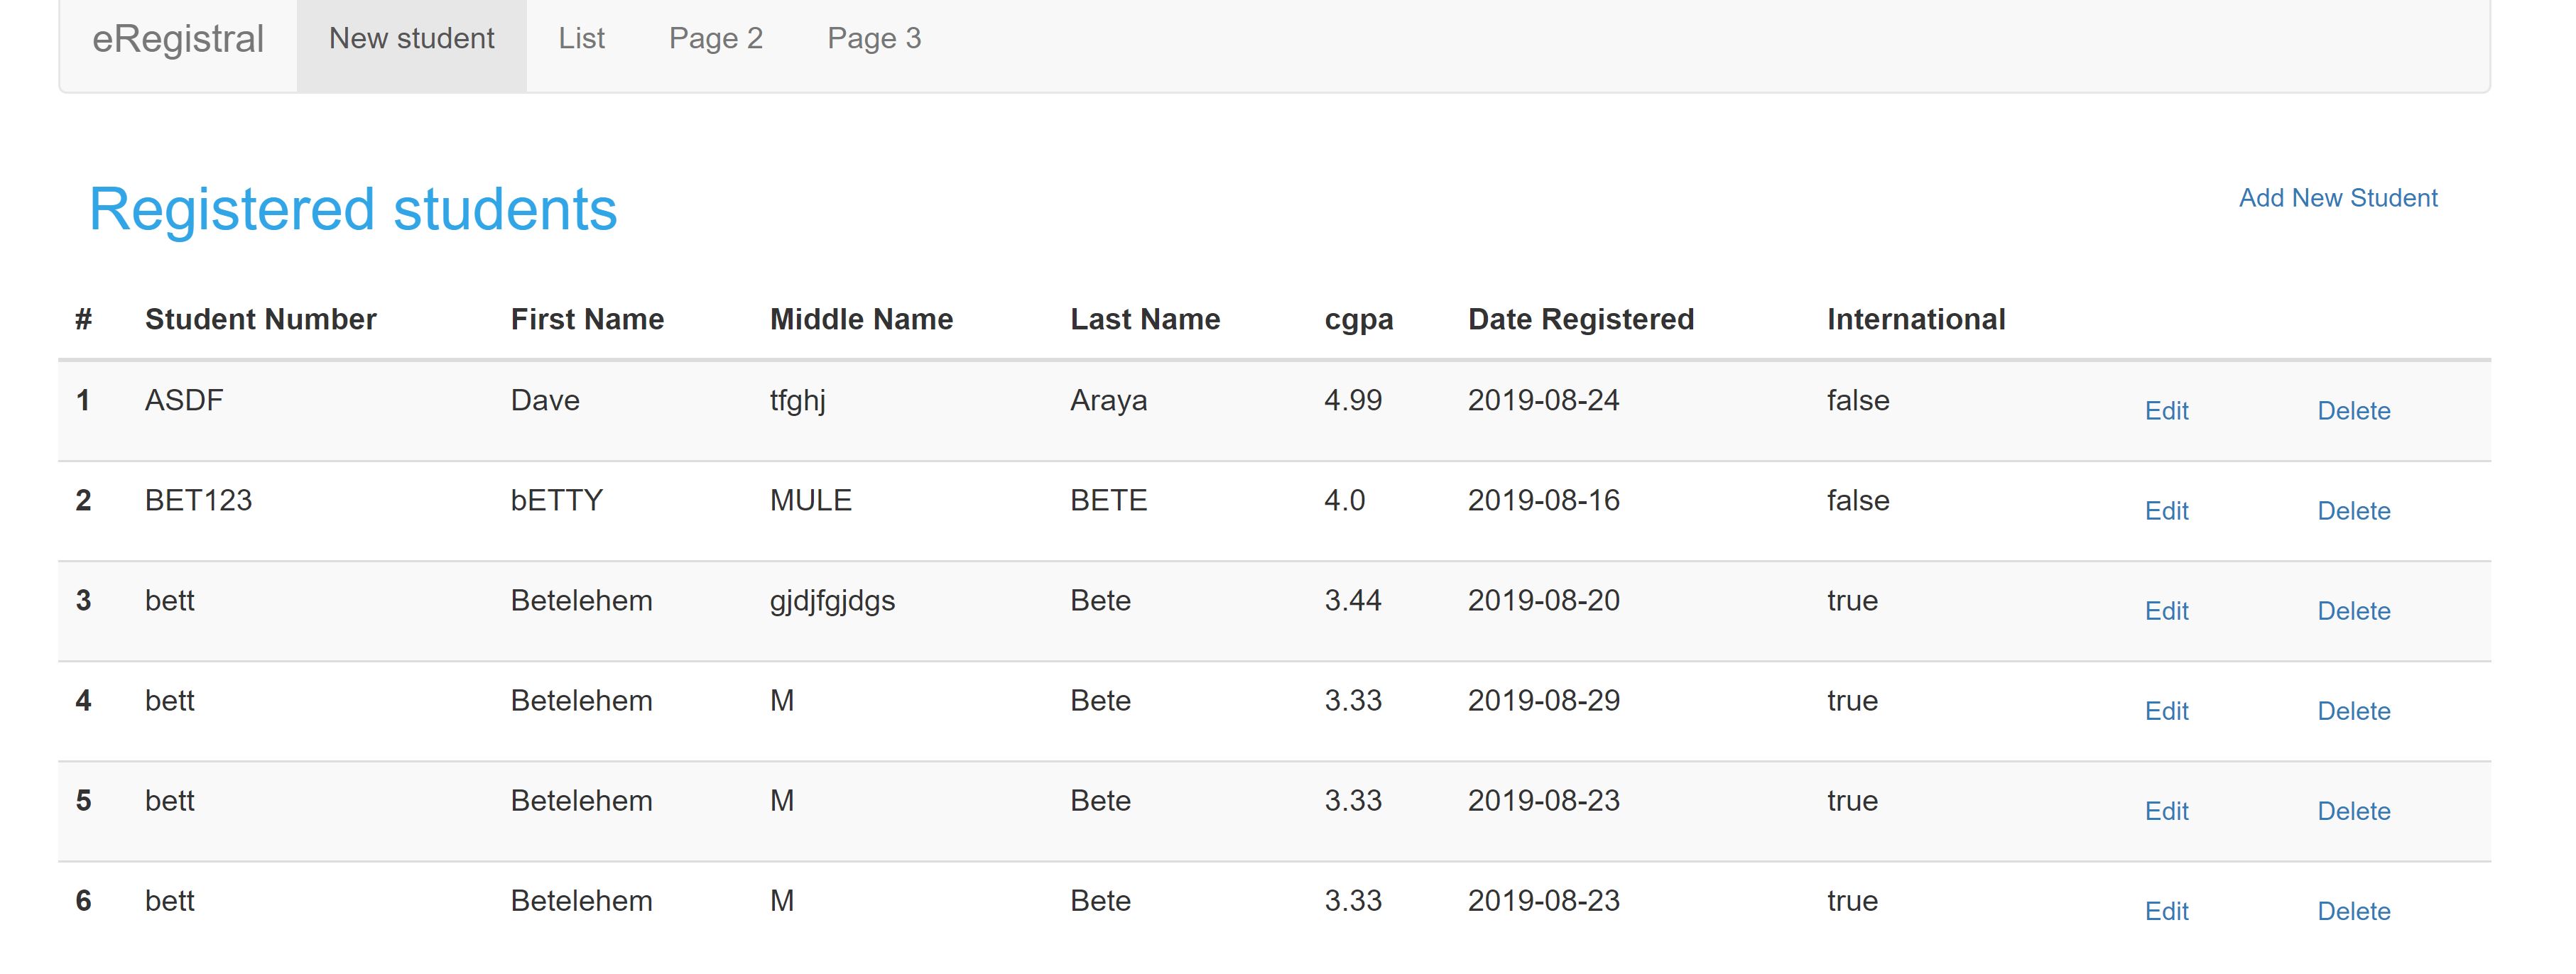 eRegistral New student List Page 2 Page 3
Registered students Add New Student
# Student Number First Name Middle Name Last Name cgpa Date Registered International
1 ASDF Dave tfghj Araya 4.99 2019-08-24 false Edit Delete
2 BET123 bETTY MULE BETE 4.0 2019-08-16 false Edit Delete
3 bett Betelehem gjdjfgjdgs Bete 3.44 2019-08-20 true Edit Delete
4 bett Betelehem M Bete 3.33 2019-08-29 true Edit Delete
5 bett Betelehem M Bete 3.33 2019-08-23 true Edit Delete
6 bett Betelehem M Bete 3.33 2019-08-23 true Edit Delete